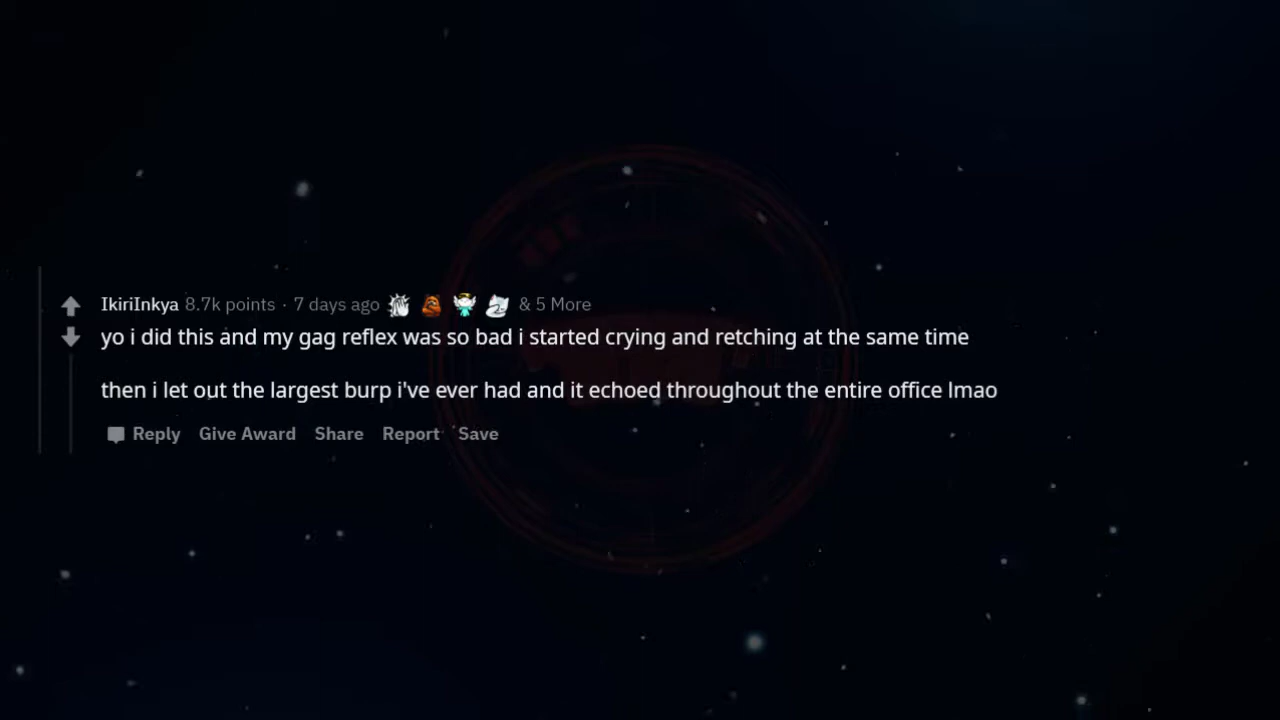 IkiriInkya 8.7k points · 7 days ago & 5 More
yo i did this and my gag reflex was so bad i started crying and retching at the same time
then i let out the largest burp i've ever had and it echoed throughout the entire office lmao
Reply Give Award Share Report Save